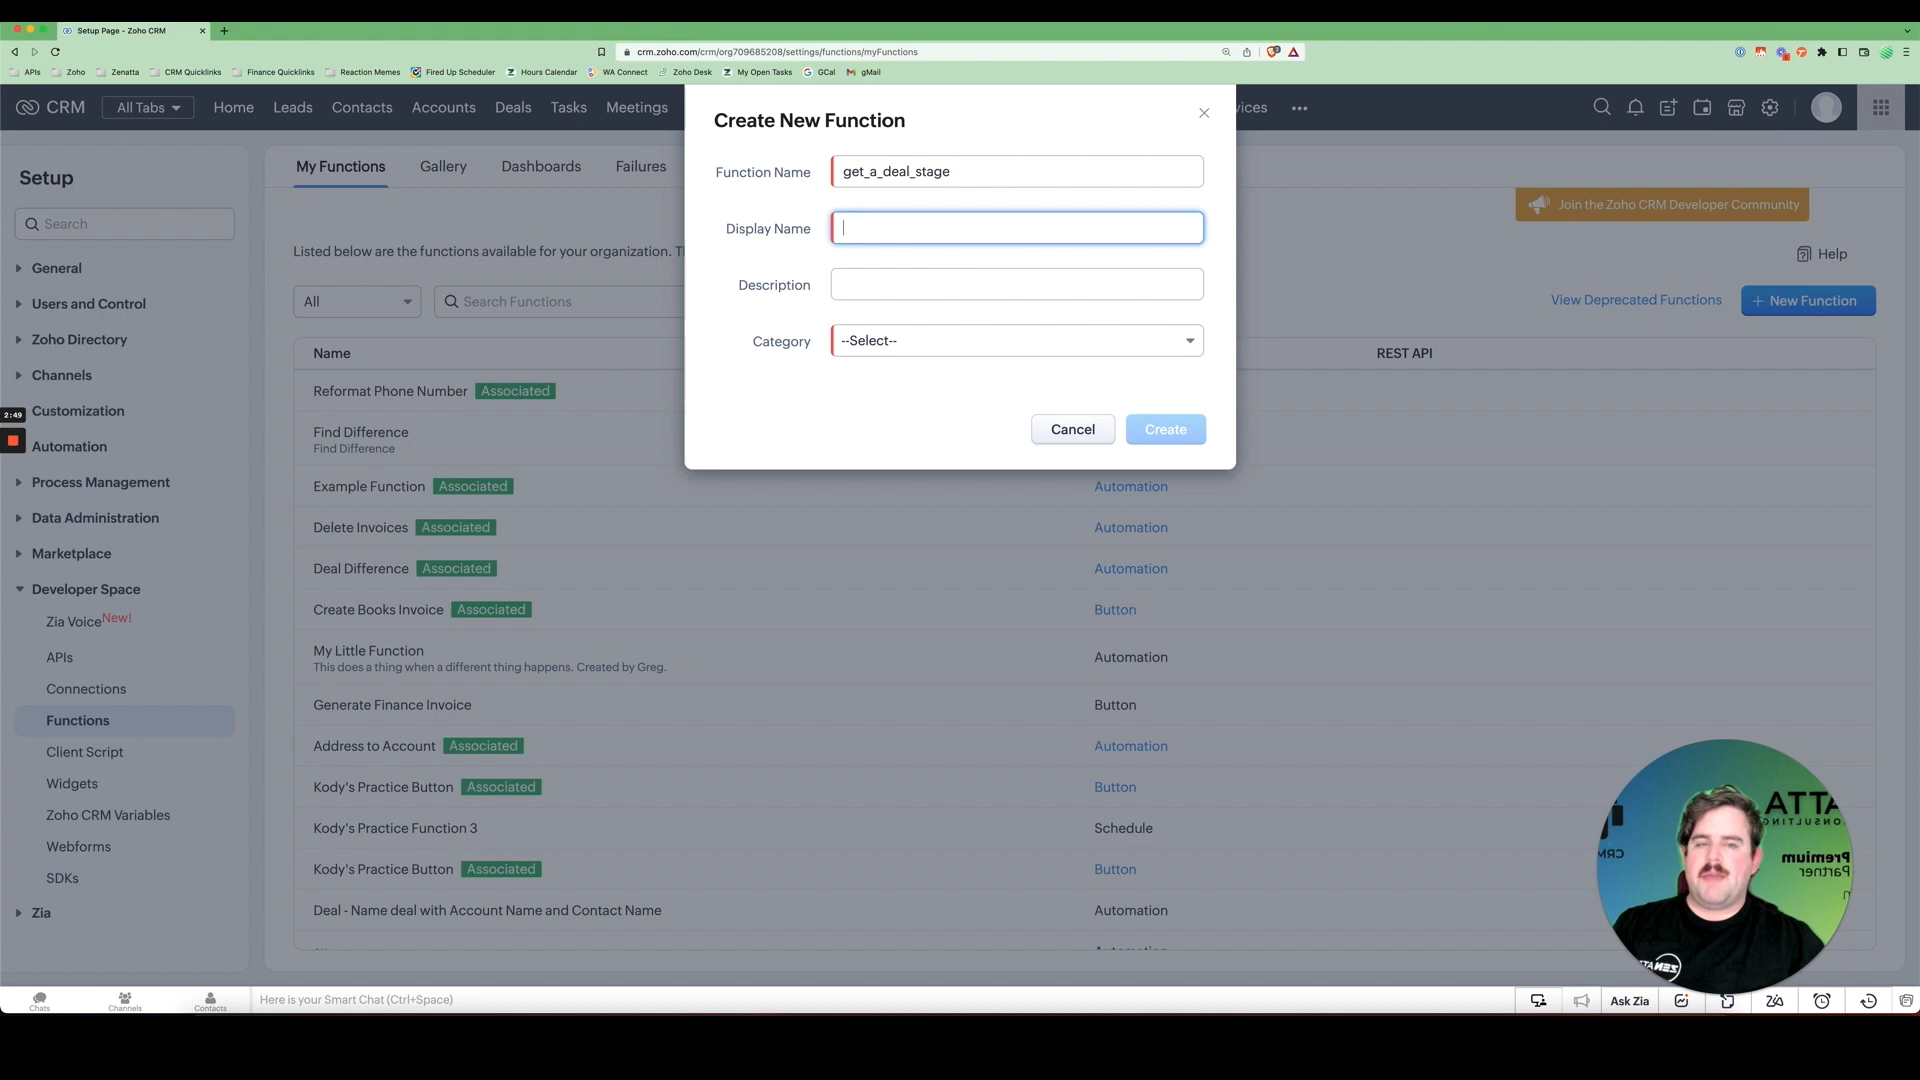 Setup Page - Zoho CRM
crm.zoho.com/crm/org709685208/settings/functions/myFunctions
APIs
Zoho
Zenatta
CRM Quicklinks
Finance Quicklinks
Reaction Memes
Fired Up Scheduler
Hours Calendar
WA Connect
Zoho Desk
My Open Tasks
GCal
gMail
CRM
All Tabs
Home
Leads
Contacts
Accounts
Deals
Tasks
Meetings
vices
Create New Function
Function Name
get_a_deal_stage
Display Name
Description
Category
--Select--
Cancel
Create
Setup
Search
General
Users and Control
Zoho Directory
Channels
Customization
2:49
Automation
Process Management
Data Administration
Marketplace
Developer Space
Zia Voice New!
APIs
Connections
Functions
Client Script
Widgets
Zoho CRM Variables
Webforms
SDKs
Zia
My Functions
Gallery
Dashboards
Failures
Join the Zoho CRM Developer Community
Listed below are the functions available for your organization. T
Help
All
Search Functions
View Deprecated Functions
+ New Function
Name
REST API
Reformat Phone Number Associated
Find Difference
Find Difference
Example Function Associated
Automation
Delete Invoices Associated
Automation
Deal Difference Associated
Automation
Create Books Invoice Associated
Button
My Little Function
This does a thing when a different thing happens. Created by Greg.
Automation
Generate Finance Invoice
Button
Address to Account Associated
Automation
Kody's Practice Button Associated
Button
Kody's Practice Function 3
Schedule
Kody's Practice Button Associated
Button
Deal - Name deal with Account Name and Contact Name
Automation
ATTA
CONSULTING
CRM
Premium
Partner
Chats
Channels
Contacts
Here is your Smart Chat (Ctrl+Space)
Ask Zia